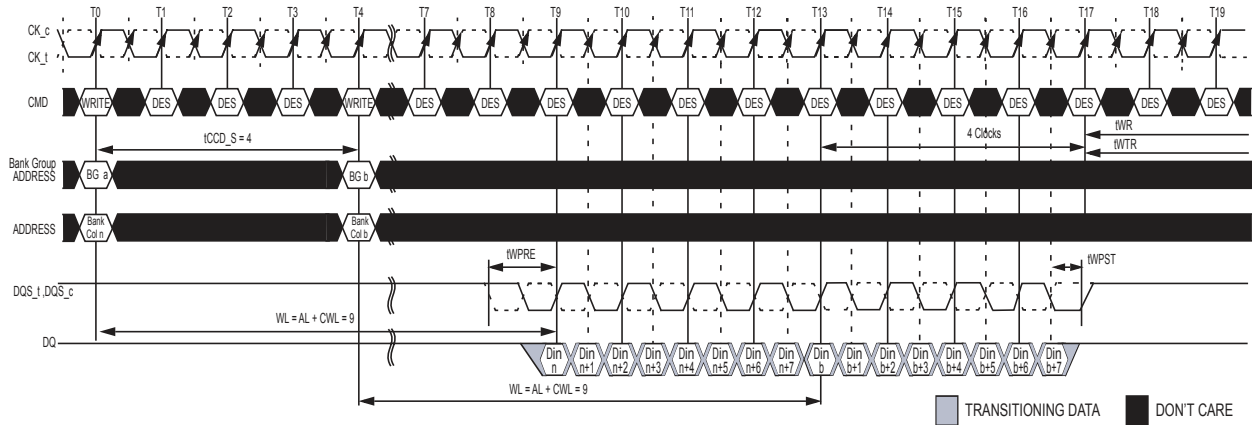 T0 T1 T2 T3 T4 T7 T8 T9 T10 T11 T12 T13 T14 T15 T16 T17 T18 T19
CK_c
CK_t
CMD WRITE DES DES DES WRITE DES DES DES DES DES DES DES DES DES DES DES DES DES
tCCD_S = 4
4 Clocks
tWR
tWTR
Bank Group
ADDRESS
BG a
BG b
ADDRESS
Bank
Col n
Bank
Col b
tWPRE
tWPST
DQS_t ,DQS_c
WL = AL + CWL = 9
DQ
Din Din Din Din Din Din Din Din Din Din Din Din Din Din Din Din
n n+1 n+2 n+3 n+4 n+5 n+6 n+7 b b+1 b+2 b+3 b+4 b+5 b+6 b+7
WL = AL + CWL = 9
TRANSITIONING DATA
DON'T CARE